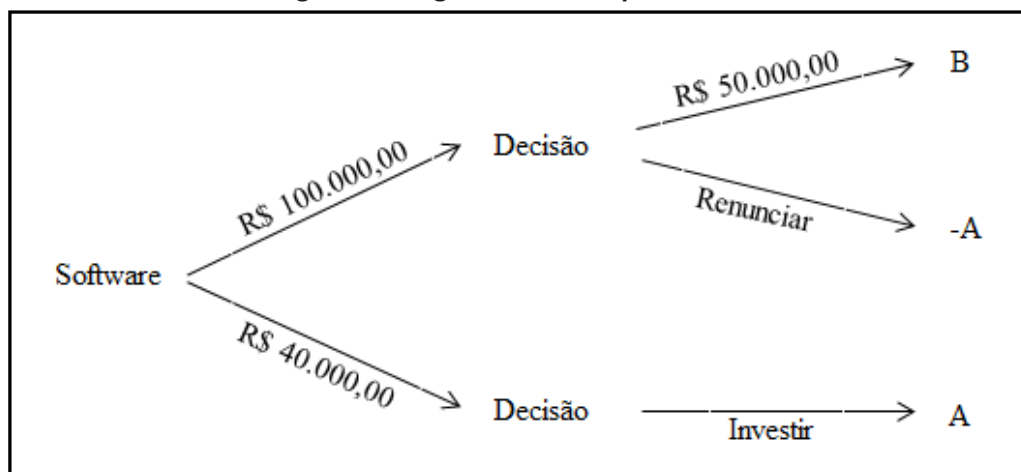 R$ 50.000,00
B
Decisão
R$ 100.000,00
Renunciar
-A
Software
R$ 40.000,00
Decisão
Investir
A